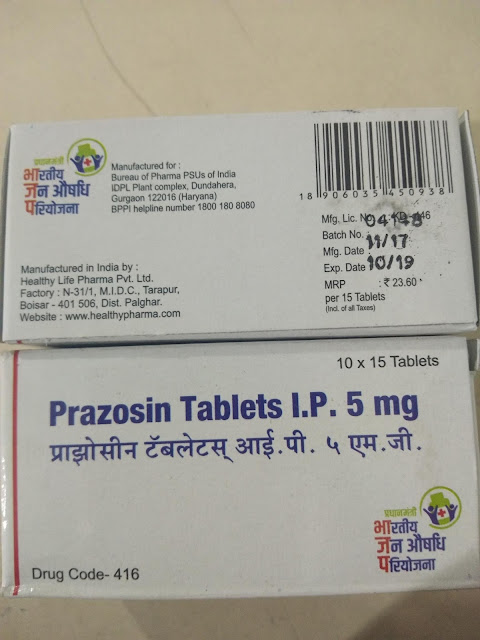 प्रधानमंत्री
भारतीय
जन औषधि
परियोजना
Manufactured for :
Bureau of Pharma PSUs of India
IDPL Plant complex, Dundahera,
Gurgaon 122016 (Haryana)
BPPI helpline number 1800 180 8080
Manufactured in India by :
Healthy Life Pharma Pvt. Ltd.
Factory : N-31/1, M.I.D.C., Tarapur,
Boisar - 401 506, Dist. Palghar.
Website : www.healthypharma.com
18906035450938
Mfg. Lic. No.
Batch No. 04148
Mfg. Date 11/17
Exp. Date 10/19
MRP : ₹ 23.60
per 15 Tablets
(Incl. of all Taxes)
10 x 15 Tablets
Prazosin Tablets I.P. 5 mg
प्राझोसीन टॅबलेटस् आई.पी. ५ एम.जी.
प्रधानमंत्री
भारतीय
जन औषधि
परियोजना
Drug Code- 416